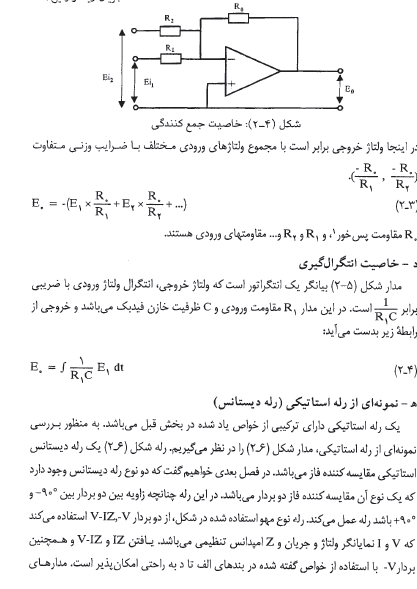 R₀
R₂
R₁
Ei₂
Ei₁
E₀
شکل (۴-۲): خاصیت جمع کنندگی
در اینجا ولتاژ خروجی برابر است با مجموع ولتاژهای ورودی مختلف با ضرایب وزنی متفاوت
(-R₀/R₁ , -R₀/R₂).
E₀ = -(E₁ × R₀/R₁ + E₂ × R₀/R₂ + ...) (۲-۳)
R₀ مقاومت پس‌خور¹، و R₁ و R₂ و... مقاومتهای ورودی هستند.
د - خاصیت انتگرال‌گیری
مدار شکل (۵-۲) بیانگر یک انتگراتور است که ولتاژ خروجی، انتگرال ولتاژ ورودی با ضریبی
برابر 1/R₁C است. در این مدار R₁ مقاومت ورودی و C ظرفیت خازن فیدبک می‌باشد و خروجی از
رابطهٔ زیر بدست می‌آید:
E₀ = ∫ 1/R₁C E₁ dt (۲-۴)
ه - نمونه‌ای از رله استاتیکی (رله دیستانس)
یک رله استاتیکی دارای ترکیبی از خواص یاد شده در بخش قبل می‌باشد. به منظور بررسی
نمونه‌ای از رله استاتیکی، مدار شکل (۶-۲) را در نظر می‌گیریم. رله شکل (۶-۲) یک رله دیستانس
استاتیکی مقایسه کننده فاز می‌باشد. در فصل بعدی خواهیم گفت که دو نوع رله دیستانس وجود دارد
که یک نوع آن مقایسه کننده فاز دو بردار می‌باشد. در این رله چنانچه زاویه بین دو بردار بین °۹۰- و
°۹۰+ باشد رله عمل می‌کند. رله نوع مهو استفاده شده در شکل، از دو بردار V-IZ,-V استفاده می‌کند
که V و I نمایانگر ولتاژ و جریان و Z امپدانس تنظیمی می‌باشد. یافتن IZ و V-IZ و همچنین
بردار V- با استفاده از خواص گفته شده در بندهای الف تا د به راحتی امکان‌پذیر است. مدارهای